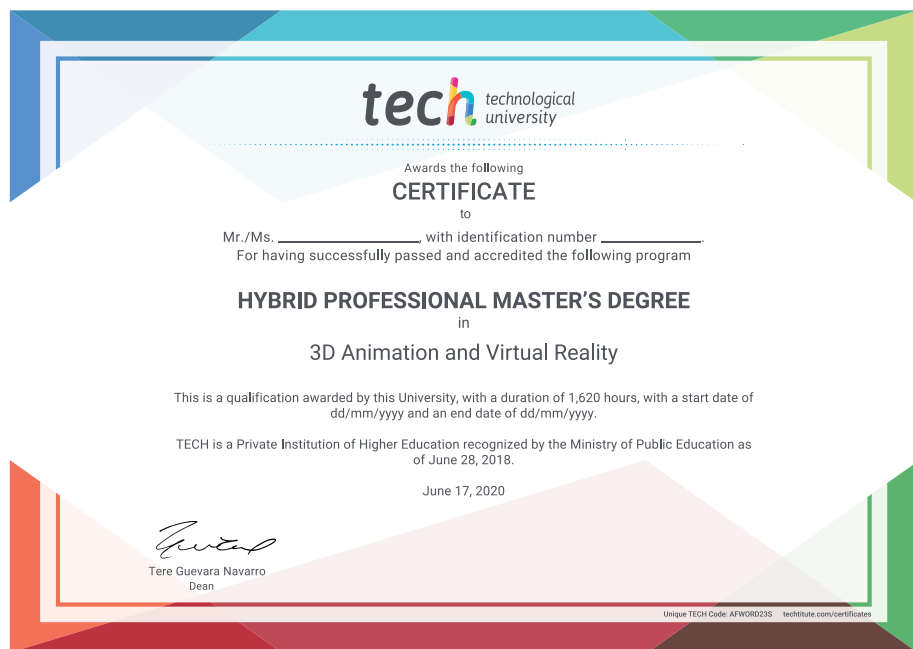 tech technological
university
Awards the following
CERTIFICATE
to
Mr./Ms. ____________________, with identification number ______________.
For having successfully passed and accredited the following program
HYBRID PROFESSIONAL MASTER'S DEGREE
in
3D Animation and Virtual Reality
This is a qualification awarded by this University, with a duration of 1,620 hours, with a start date of
dd/mm/yyyy and an end date of dd/mm/yyyy.
TECH is a Private Institution of Higher Education recognized by the Ministry of Public Education as
of June 28, 2018.
June 17, 2020
Tere Guevara Navarro
Dean
Unique TECH Code: AFWORD23S techtitute.com/certificates